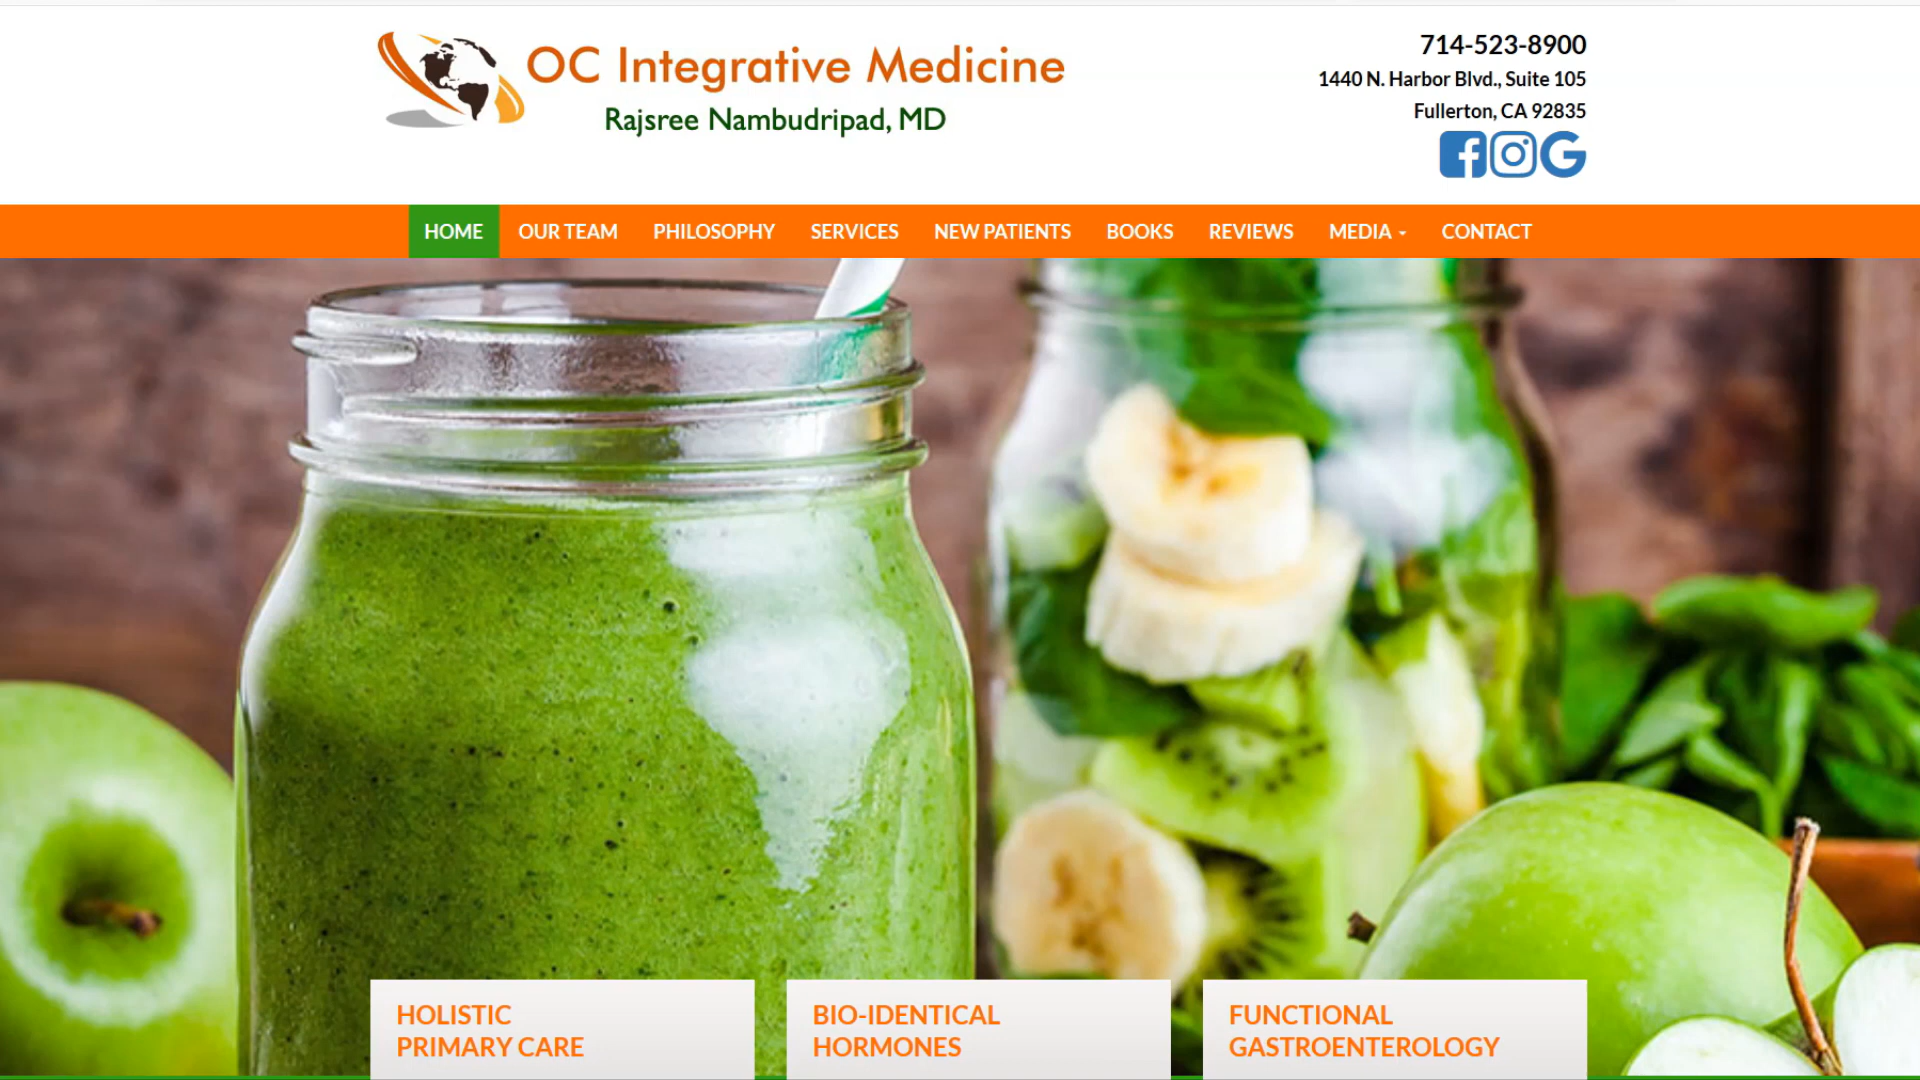 OC Integrative Medicine
Rajsree Nambudripad, MD
714-523-8900
1440 N. Harbor Blvd., Suite 105
Fullerton, CA 92835
HOME OUR TEAM PHILOSOPHY SERVICES NEW PATIENTS BOOKS REVIEWS MEDIA CONTACT
HOLISTIC
PRIMARY CARE
BIO-IDENTICAL
HORMONES
FUNCTIONAL
GASTROENTEROLOGY